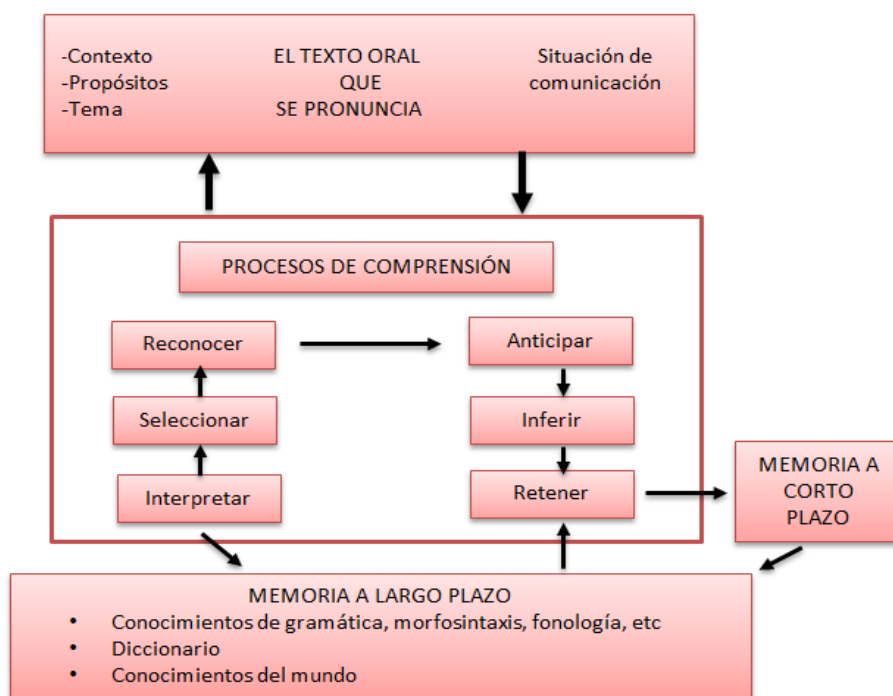 -Contexto
-Propósitos
-Tema
EL TEXTO ORAL
QUE
SE PRONUNCIA
Situación de
comunicación
PROCESOS DE COMPRENSIÓN
Reconocer
Anticipar
Seleccionar
Inferir
Interpretar
Retener
MEMORIA A
CORTO
PLAZO
MEMORIA A LARGO PLAZO
• Conocimientos de gramática, morfosintaxis, fonología, etc
• Diccionario
• Conocimientos del mundo